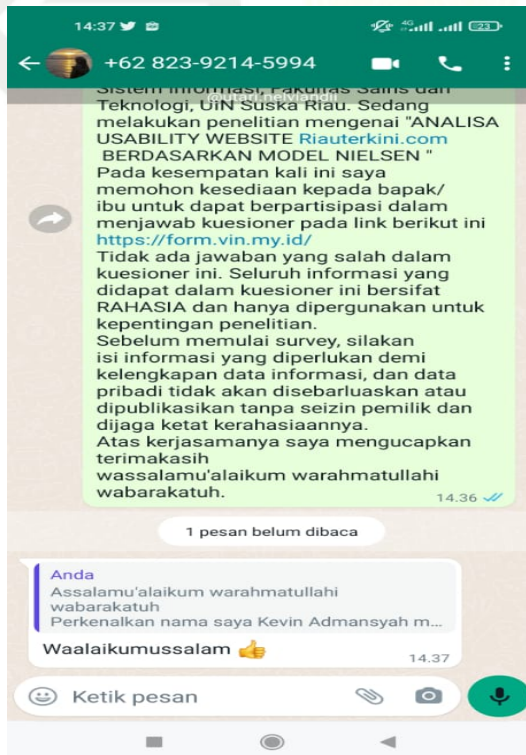 14:37
4G
23
+62 823-9214-5994
@utari.nelviandii
Sistem Informasi, Fakultas Sains dan
Teknologi, UIN Suska Riau. Sedang
melakukan penelitian mengenai "ANALISA
USABILITY WEBSITE Riauterkini.com
BERDASARKAN MODEL NIELSEN "
Pada kesempatan kali ini saya
memohon kesediaan kepada bapak/
ibu untuk dapat berpartisipasi dalam
menjawab kuesioner pada link berikut ini
https://form.vin.my.id/
Tidak ada jawaban yang salah dalam
kuesioner ini. Seluruh informasi yang
didapat dalam kuesioner ini bersifat
RAHASIA dan hanya dipergunakan untuk
kepentingan penelitian.
Sebelum memulai survey, silakan
isi informasi yang diperlukan demi
kelengkapan data informasi, dan data
pribadi tidak akan disebarluaskan atau
dipublikasikan tanpa seizin pemilik dan
dijaga ketat kerahasiaannya.
Atas kerjasamanya saya mengucapkan
terimakasih
wassalamu'alaikum warahmatullahi
wabarakatuh.
14.36
1 pesan belum dibaca
Anda
Assalamu'alaikum warahmatullahi
wabarakatuh
Perkenalkan nama saya Kevin Admansyah m...
Waalaikumussalam 👍
14.37
Ketik pesan